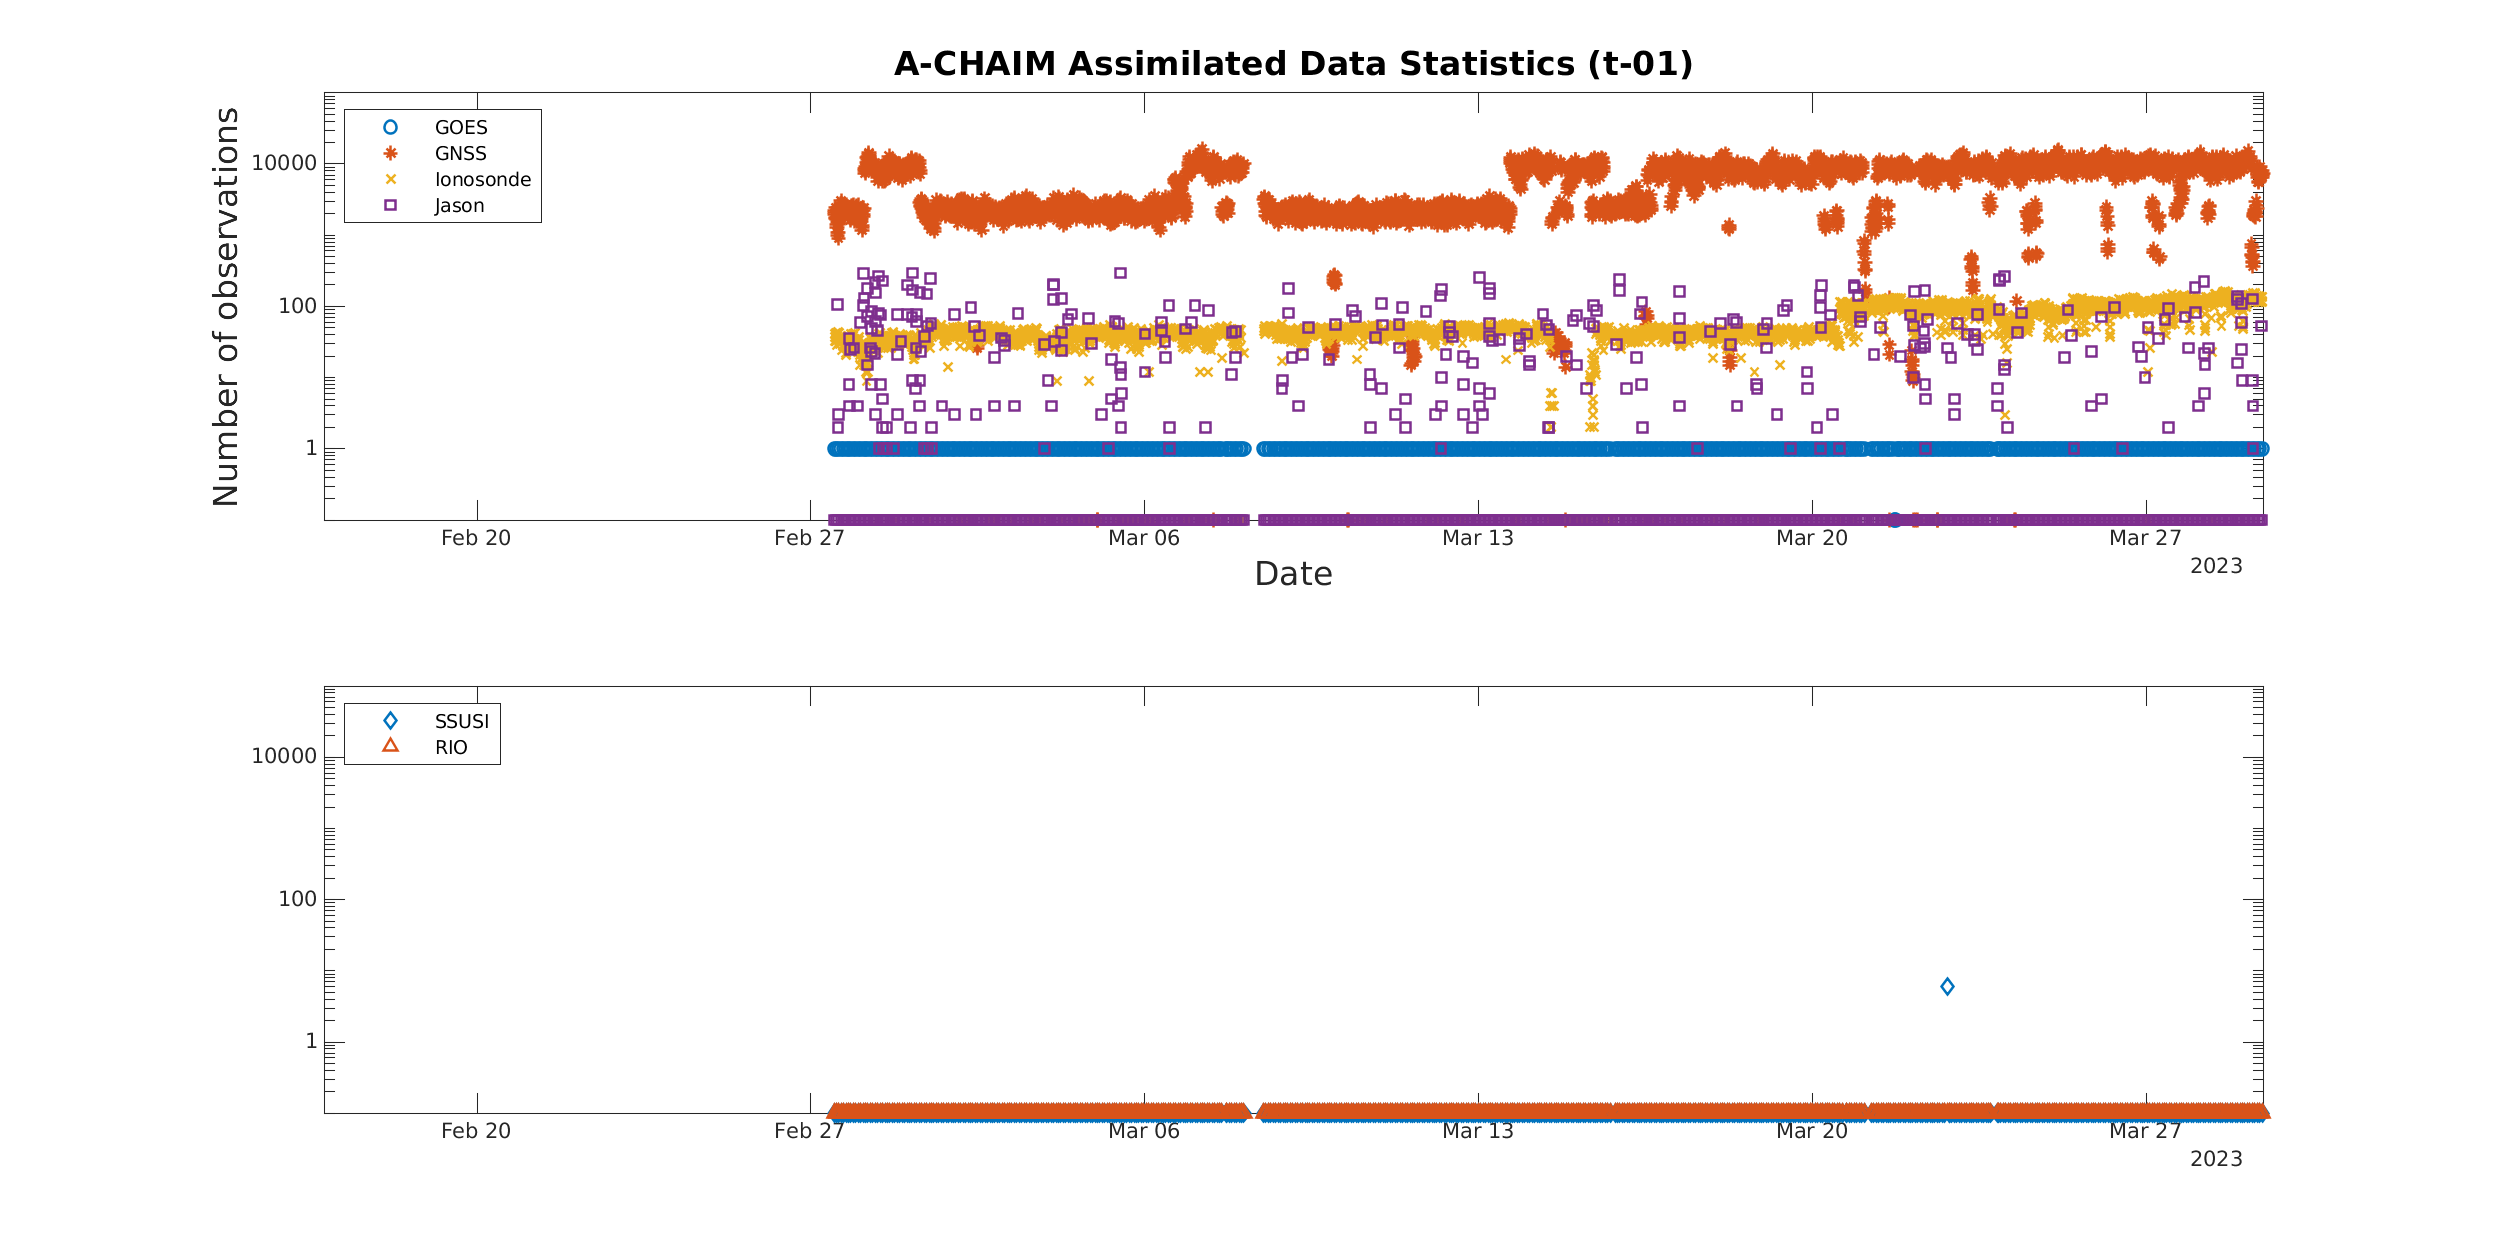 A-CHAIM Assimilated Data Statistics (t-01)
Number of observations
10000
100
1
GOES
GNSS
Ionosonde
Jason
Feb 20
Feb 27
Mar 06
Mar 13
Mar 20
Mar 27
2023
Date
10000
100
1
SSUSI
RIO
Feb 20
Feb 27
Mar 06
Mar 13
Mar 20
Mar 27
2023